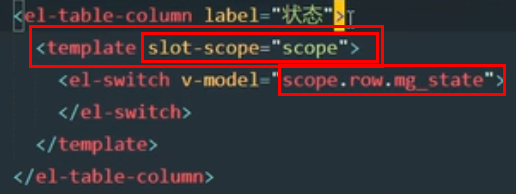 <el-table-column label="状态">
<template slot-scope="scope">
<el-switch v-model="scope.row.mg_state">
</el-switch>
</template>
</el-table-column>